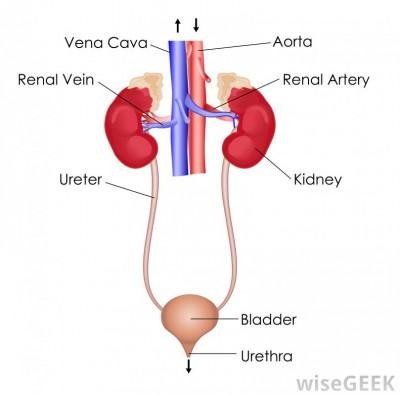 Vena Cava
Aorta
Renal Vein
Renal Artery
Ureter
Kidney
Bladder
Urethra
wiseGEEK